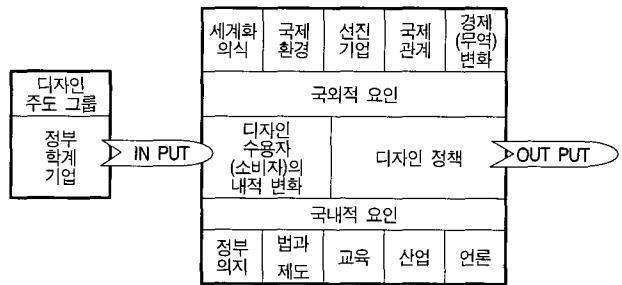 세계화
의식
국제
환경
선진
기업
국제
관계
경제
(무역)
변화
국외적 요인
디자인
주도 그룹
정부
학계
기업
IN PUT
디자인
수용자
(소비자)의
내적 변화
디자인 정책
OUT PUT
국내적 요인
정부
의지
법과
제도
교육
산업
언론